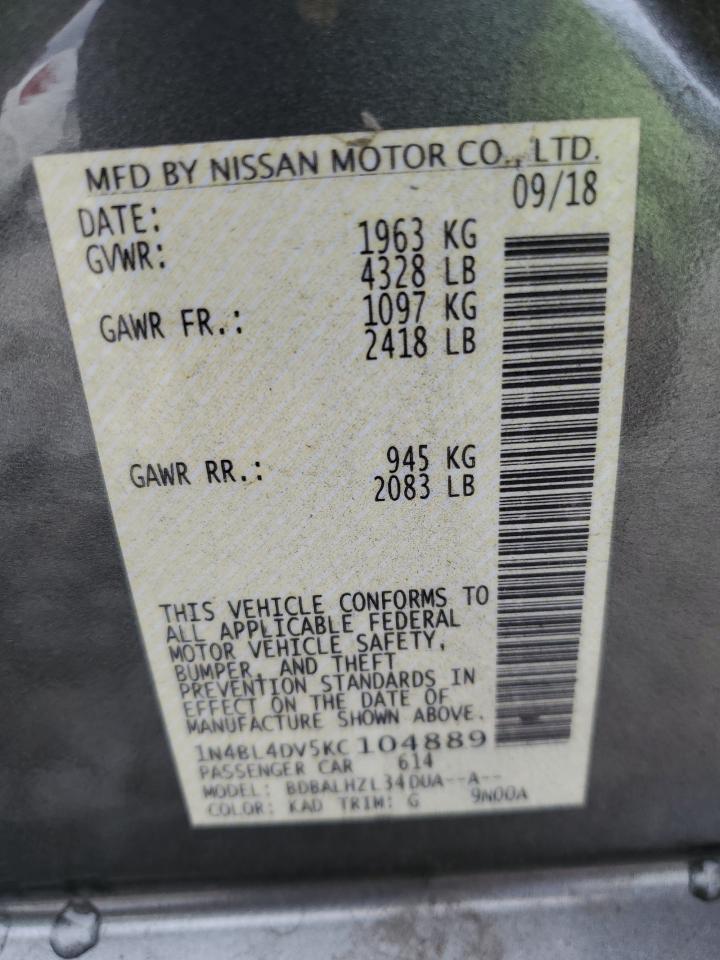 MFD BY NISSAN MOTOR CO., LTD.
DATE: 09/18
GVWR: 1963 KG
4328 LB
GAWR FR.: 1097 KG
2418 LB
GAWR RR.: 945 KG
2083 LB
THIS VEHICLE CONFORMS TO
ALL APPLICABLE FEDERAL
MOTOR VEHICLE SAFETY,
BUMPER, AND THEFT
PREVENTION STANDARDS IN
EFFECT ON THE DATE OF
MANUFACTURE SHOWN ABOVE.
1N4BL4DV5KC104889
PASSENGER CAR 614
MODEL: BDBALHZL34DUA--A--
COLOR: KAD TRIM: G 9N00A